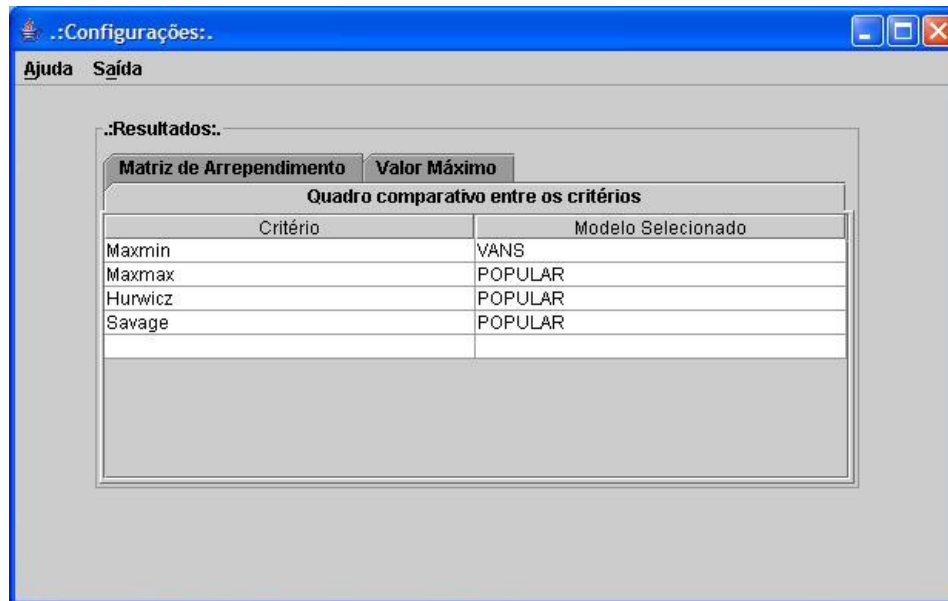 .:Configurações:.
Ajuda Saída
.:Resultados:.
Matriz de Arrependimento Valor Máximo
Quadro comparativo entre os critérios
Critério Modelo Selecionado
Maxmin VANS
Maxmax POPULAR
Hurwicz POPULAR
Savage POPULAR